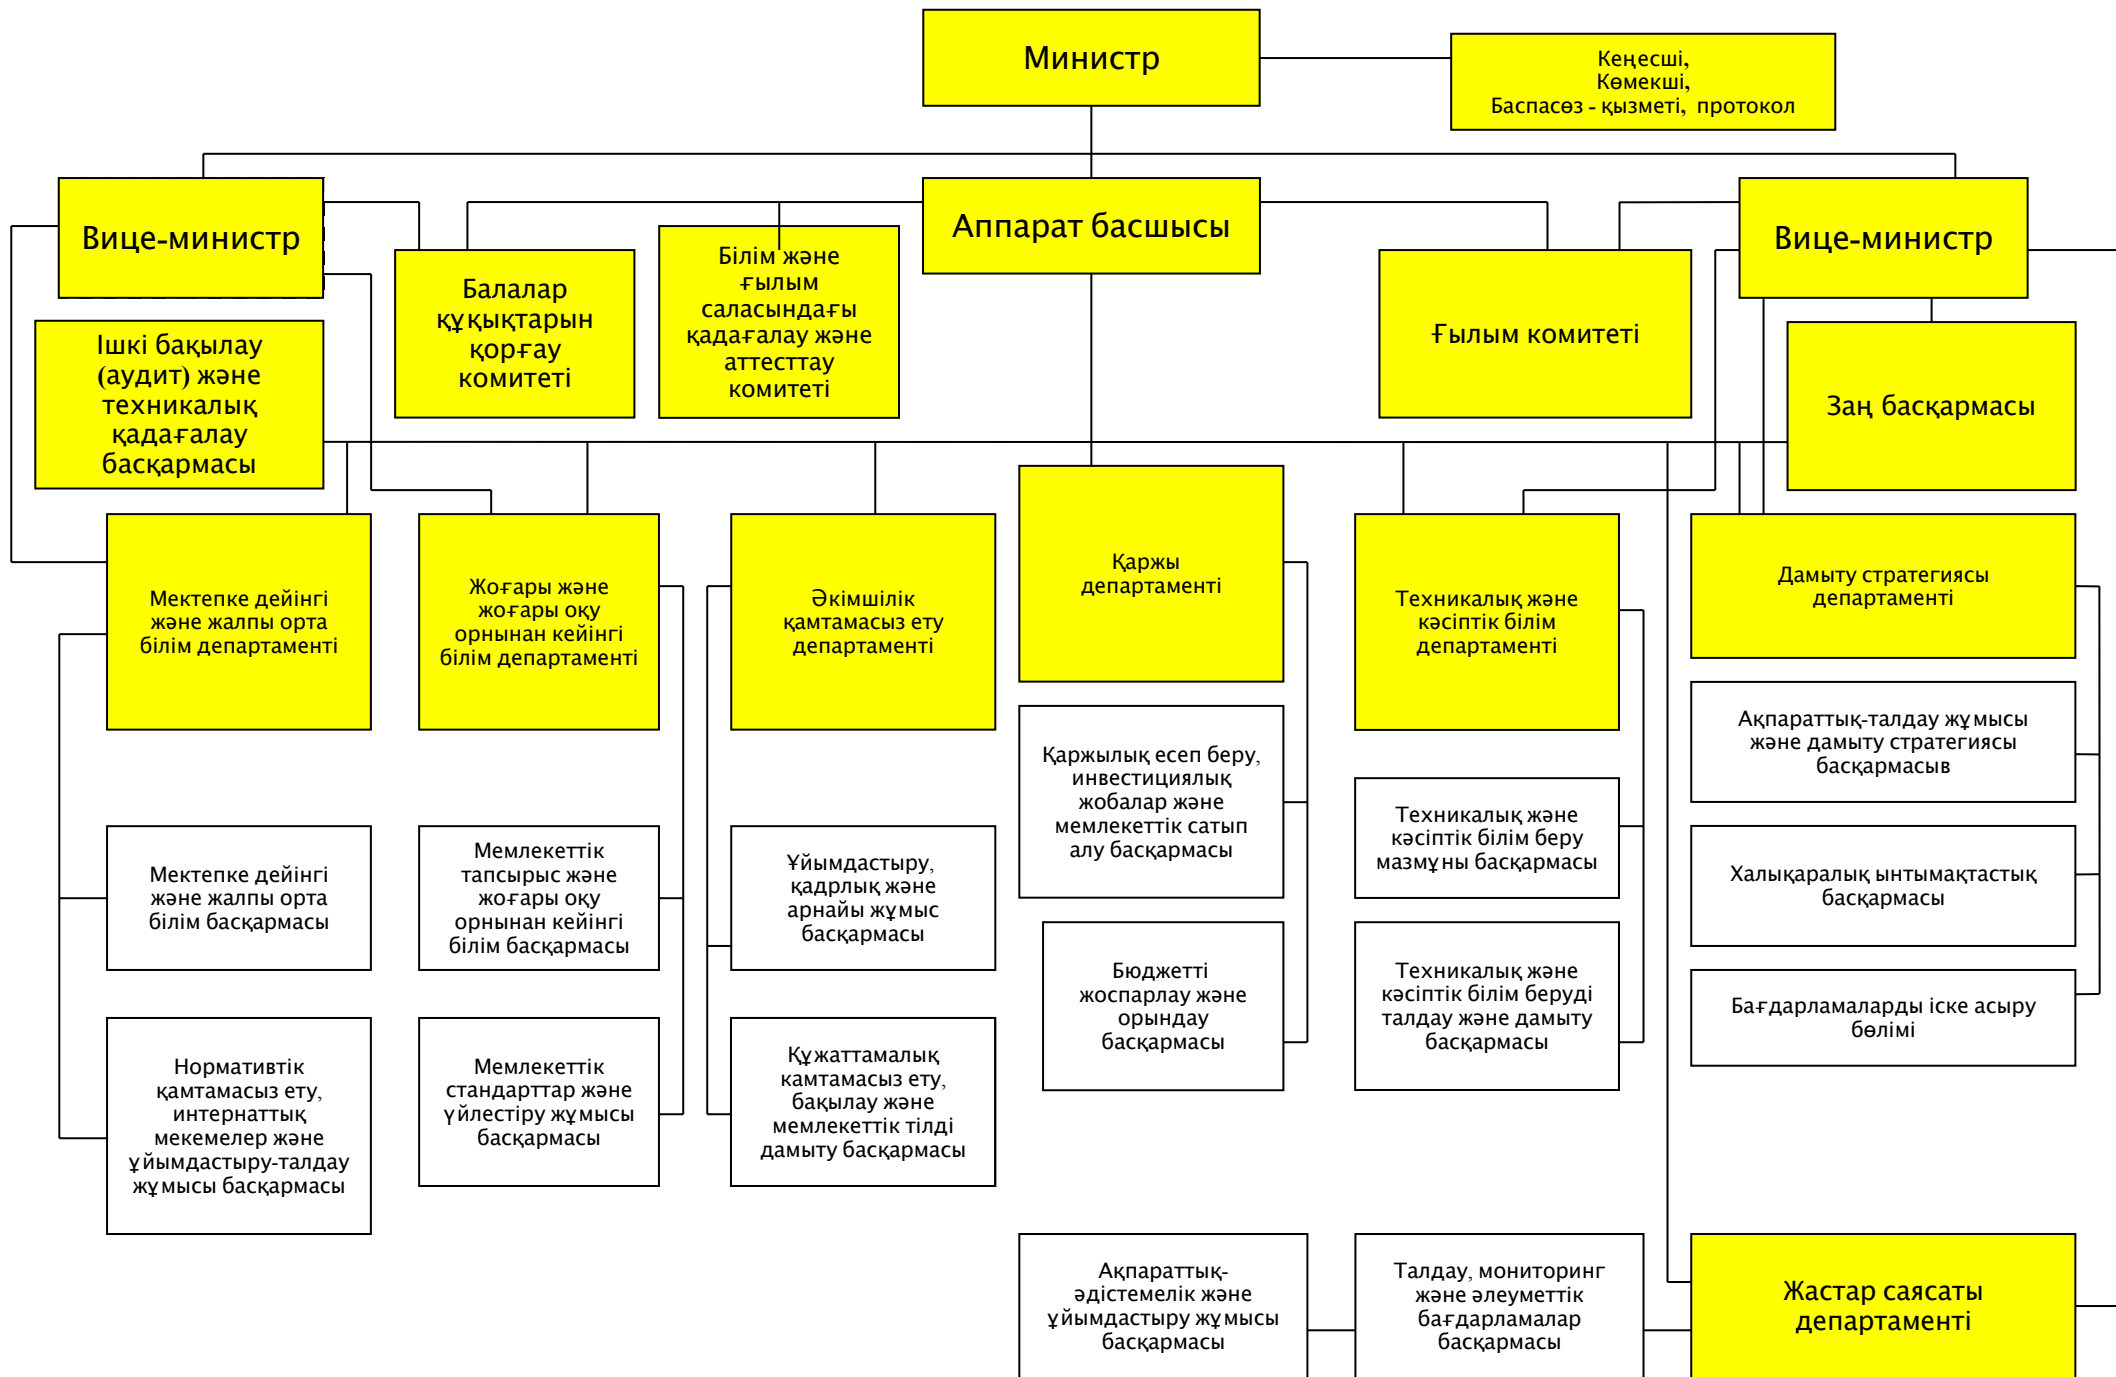 Министр
Кеңесші,
Көмекші,
Баспасөз - қызметі, протокол
Вице-министр
Аппарат басшысы
Вице-министр
Балалар
құқықтарын
қорғау
комитеті
Білім және
ғылым
саласындағы
қадағалау және
аттесттау
комитеті
Ғылым комитеті
Ішкі бақылау
(аудит) және
техникалық
қадағалау
басқармасы
Заң басқармасы
Мектепке дейінгі
және жалпы орта
білім департаменті
Жоғары және
жоғары оқу
орнынан кейінгі
білім департаменті
Әкімшілік
қамтамасыз ету
департаменті
Қаржы
департаменті
Техникалық және
кәсіптік білім
департаменті
Дамыту стратегиясы
департаменті
Қаржылық есеп беру,
инвестициялық
жобалар және
мемлекеттік сатып
алу басқармасы
Ақпараттық-талдау жұмысы
және дамыту стратегиясы
басқармасыв
Мектепке дейінгі
және жалпы орта
білім басқармасы
Мемлекеттік
тапсырыс және
жоғары оқу
орнынан кейінгі
білім басқармасы
Ұйымдастыру,
қадрлық және
арнайы жұмыс
басқармасы
Техникалық және
кәсіптік білім беру
мазмұны басқармасы
Халықаралық ынтымақтастық
басқармасы
Бюджетті
жоспарлау және
орындау
басқармасы
Техникалық және
кәсіптік білім беруді
талдау және дамыту
басқармасы
Бағдарламаларды іске асыру
бөлімі
Нормативтік
қамтамасыз ету,
интернаттық
мекемелер және
ұйымдастыру-талдау
жұмысы басқармасы
Мемлекеттік
стандарттар және
үйлестіру жұмысы
басқармасы
Құжаттамалық
камтамасыз ету,
бақылау және
мемлекеттік тілді
дамыту басқармасы
Ақпараттық-
әдістемелік және
ұйымдастыру жұмысы
басқармасы
Талдау, мониторинг
және әлеуметтік
бағдарламалар
басқармасы
Жастар саясаты
департаменті